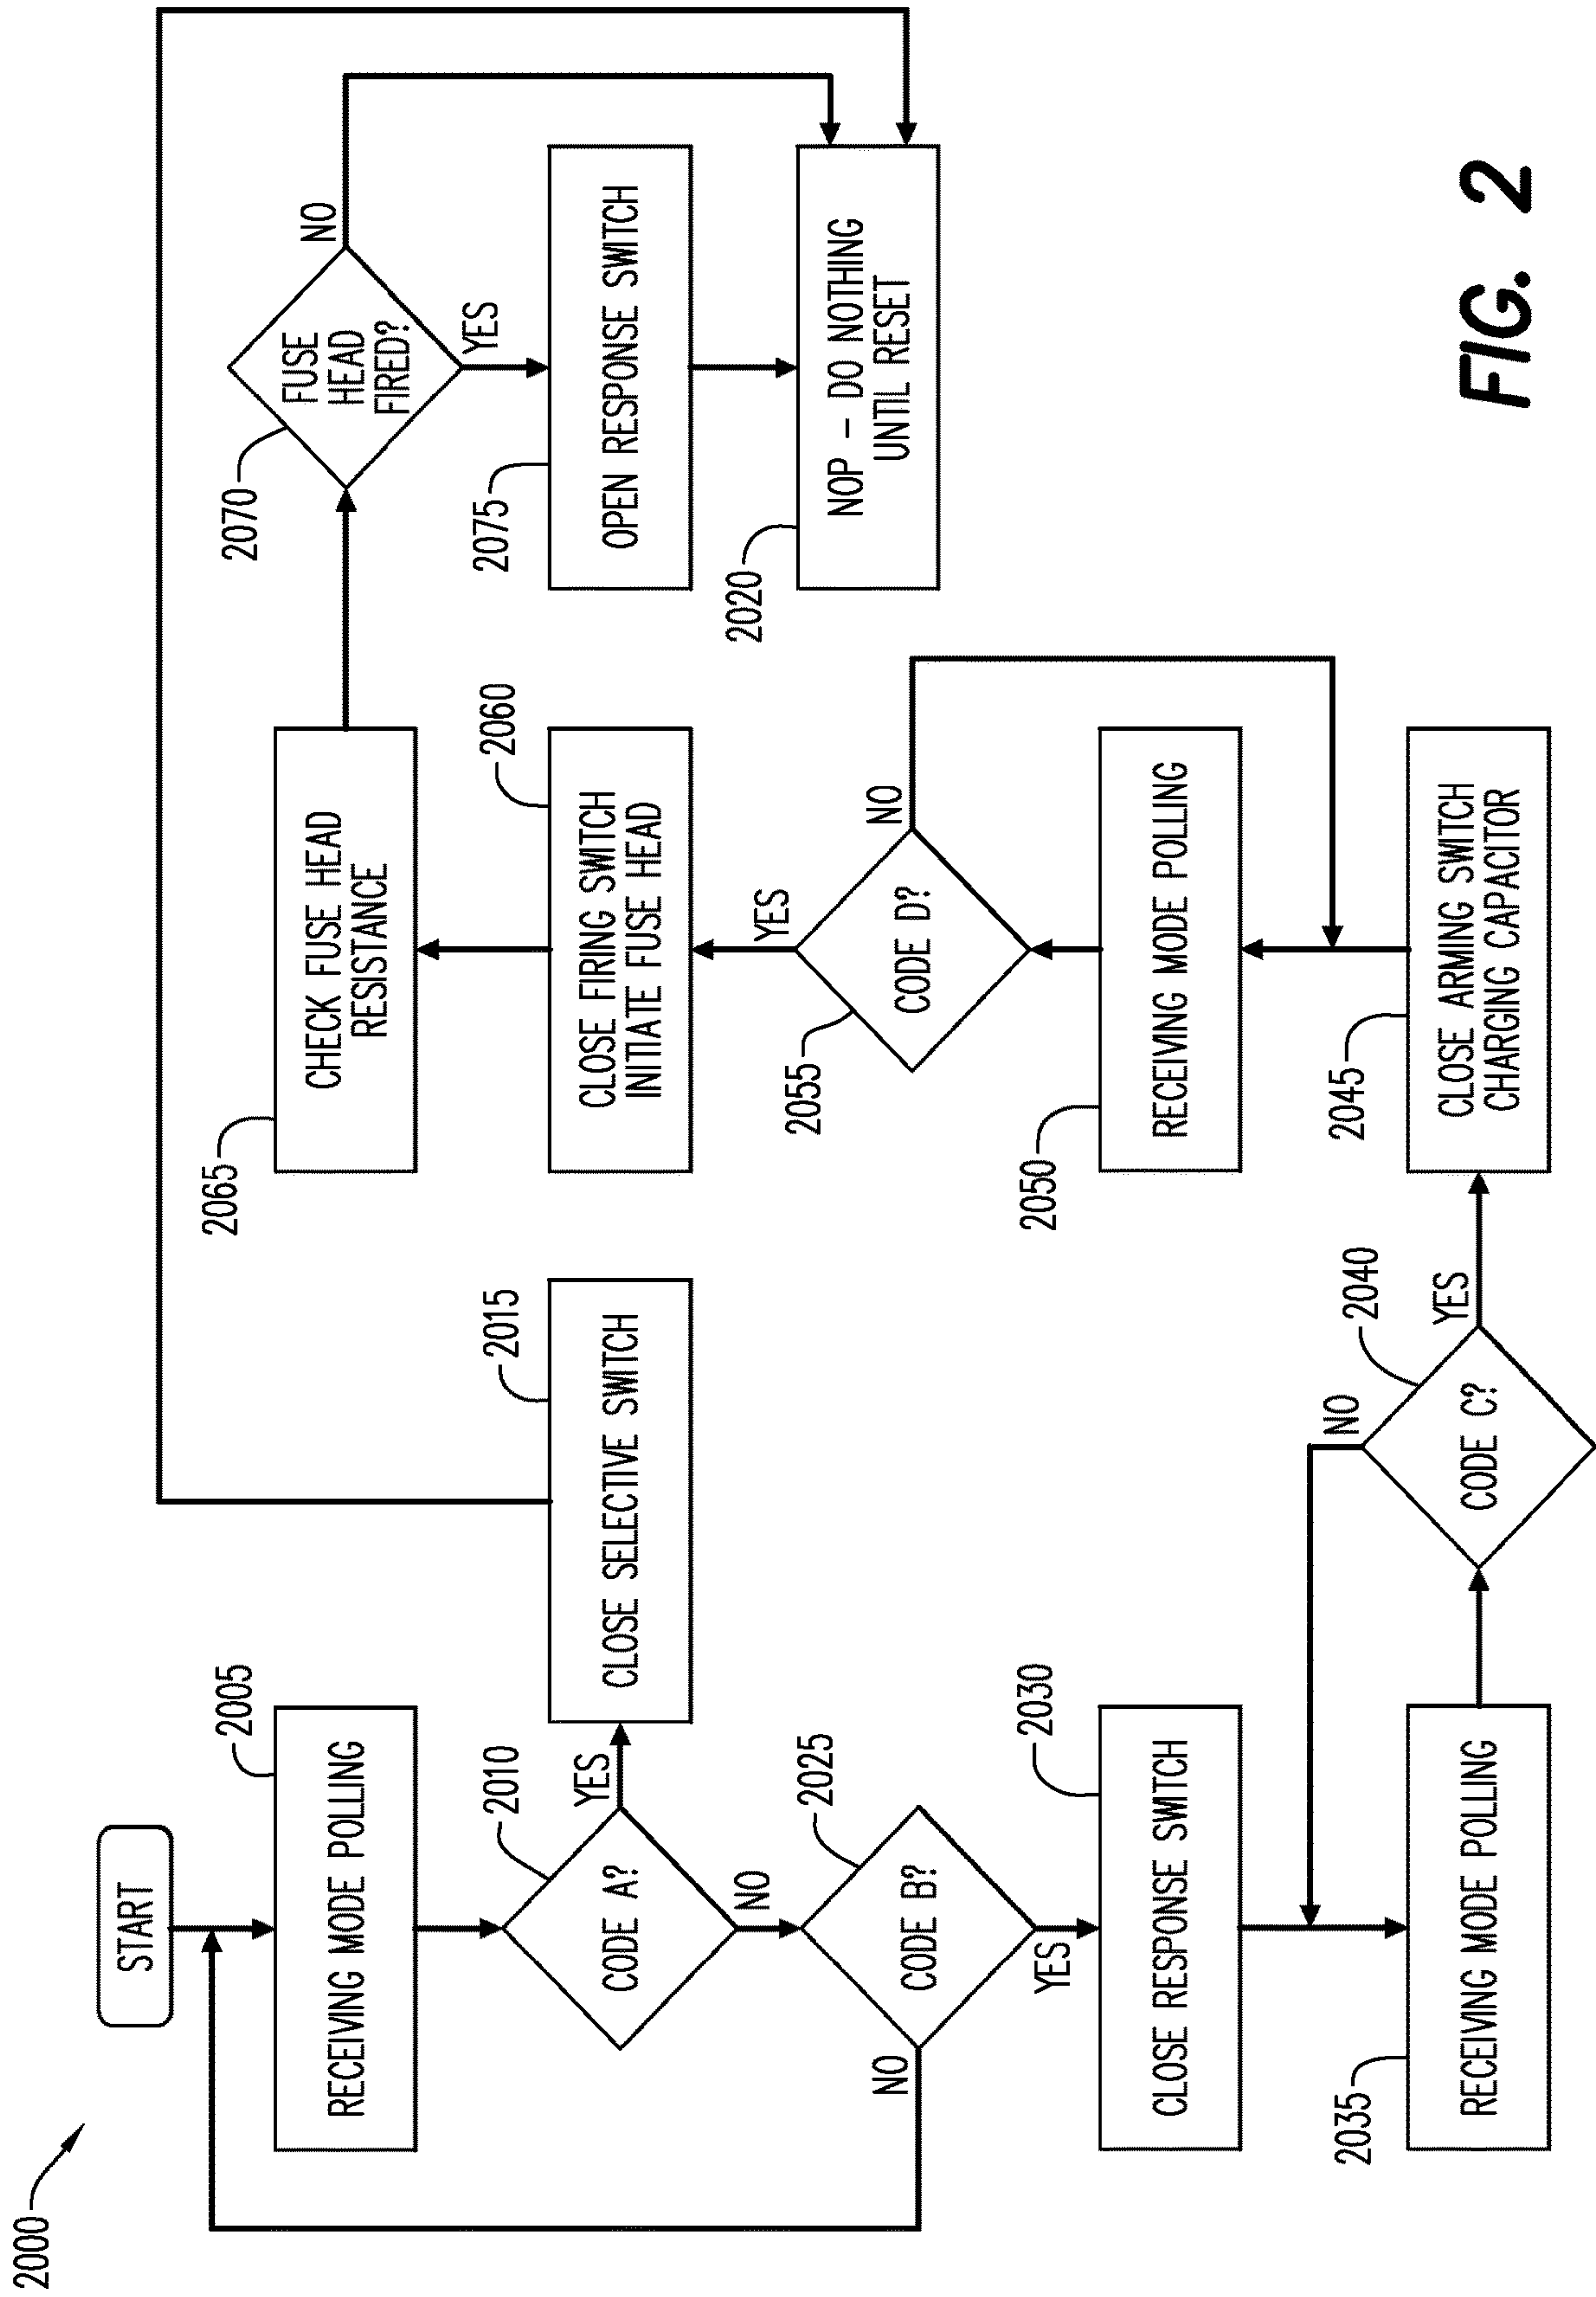 2000
START
2005
RECEIVING MODE POLLING
2010
CODE A?
YES
NO
2015
CLOSE SELECTIVE SWITCH
2025
CODE B?
NO
YES
2030
CLOSE RESPONSE SWITCH
2035
RECEIVING MODE POLLING
2040
CODE C?
NO
YES
2045
CLOSE ARMING SWITCH
CHARGING CAPACITOR
2050
RECEIVING MODE POLLING
2055
CODE D?
NO
YES
2060
CLOSE FIRING SWITCH
INITIATE FUSE HEAD
2065
CHECK FUSE HEAD
RESISTANCE
2070
FUSE
HEAD
FIRED?
NO
YES
2075
OPEN RESPONSE SWITCH
2020
NOP – DO NOTHING
UNTIL RESET
FIG. 2